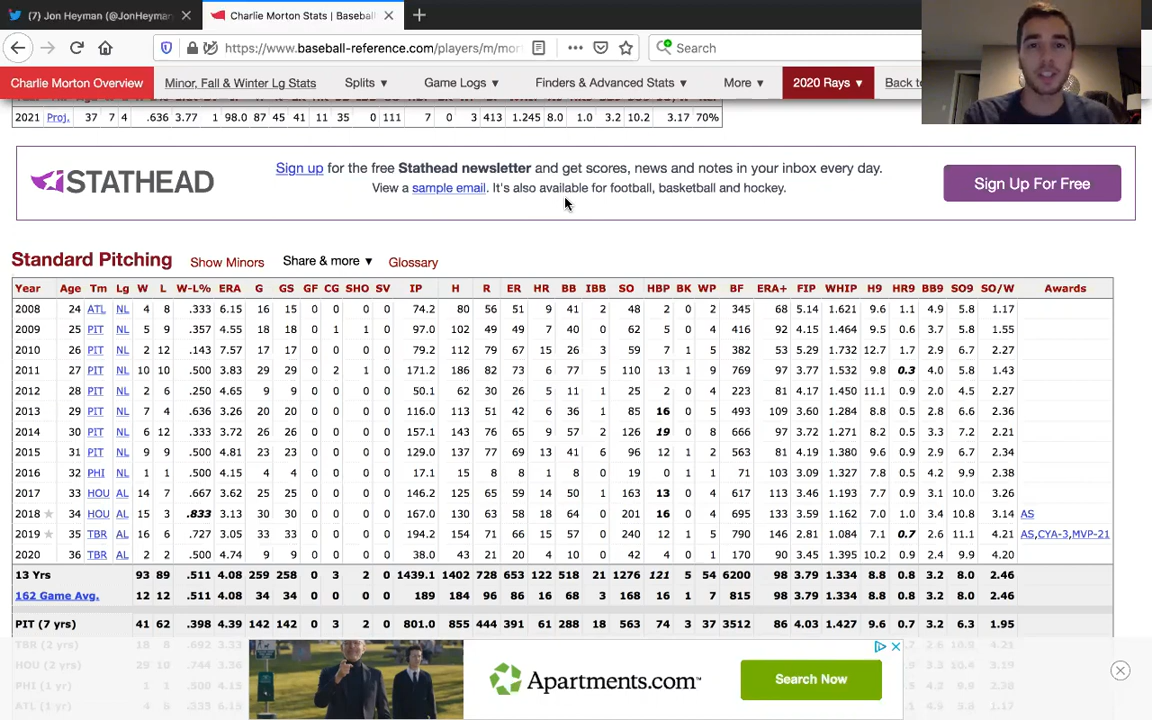 (7) Jon Heyman (@JonHeyman
Charlie Morton Stats | Baseball
https://www.baseball-reference.com/players/m/mor
Search
Charlie Morton Overview Minor, Fall & Winter Lg Stats Splits ▼ Game Logs ▼ Finders & Advanced Stats ▼ More ▼ 2020 Rays ▼ Back to
2021 Proj. 37 7 4 .636 3.77 1 98.0 87 45 41 11 35 0 111 7 0 3 413 1.245 8.0 1.0 3.2 10.2 3.17 70%
STATHEAD
Sign up for the free Stathead newsletter and get scores, news and notes in your inbox every day.
View a sample email. It's also available for football, basketball and hockey.
Sign Up For Free
Standard Pitching Show Minors Share & more ▼ Glossary
Year Age Tm Lg W L W-L% ERA G GS GF CG SHO SV IP H R ER HR BB IBB SO HBP BK WP BF ERA+ FIP WHIP H9 HR9 BB9 SO9 SO/W Awards
2008 24 ATL NL 4 8 .333 6.15 16 15 0 0 0 0 74.2 80 56 51 9 41 2 48 2 0 2 345 68 5.14 1.621 9.6 1.1 4.9 5.8 1.17
2009 25 PIT NL 5 9 .357 4.55 18 18 0 1 1 0 97.0 102 49 49 7 40 0 62 5 0 4 416 92 4.15 1.464 9.5 0.6 3.7 5.8 1.55
2010 26 PIT NL 2 12 .143 7.57 17 17 0 0 0 0 79.2 112 79 67 15 26 3 59 7 1 5 382 53 5.29 1.732 12.7 1.7 2.9 6.7 2.27
2011 27 PIT NL 10 10 .500 3.83 29 29 0 2 1 0 171.2 186 82 73 6 77 5 110 13 1 9 769 97 3.77 1.532 9.8 0.3 4.0 5.8 1.43
2012 28 PIT NL 2 6 .250 4.65 9 9 0 0 0 0 50.1 62 30 26 5 11 1 25 2 0 4 223 81 4.17 1.450 11.1 0.9 2.0 4.5 2.27
2013 29 PIT NL 7 4 .636 3.26 20 20 0 0 0 0 116.0 113 51 42 6 36 1 85 16 0 5 493 109 3.60 1.284 8.8 0.5 2.8 6.6 2.36
2014 30 PIT NL 6 12 .333 3.72 26 26 0 0 0 0 157.1 143 76 65 9 57 2 126 19 0 8 666 97 3.72 1.271 8.2 0.5 3.3 7.2 2.21
2015 31 PIT NL 9 9 .500 4.81 23 23 0 0 0 0 129.0 137 77 69 13 41 6 96 12 1 2 563 81 4.19 1.380 9.6 0.9 2.9 6.7 2.34
2016 32 PHI NL 1 1 .500 4.15 4 4 0 0 0 0 17.1 15 8 8 1 8 0 19 0 1 1 71 103 3.09 1.327 7.8 0.5 4.2 9.9 2.38
2017 33 HOU AL 14 7 .667 3.62 25 25 0 0 0 0 146.2 125 65 59 14 50 1 163 13 0 4 617 113 3.46 1.193 7.7 0.9 3.1 10.0 3.26
2018 ★ 34 HOU AL 15 3 .833 3.13 30 30 0 0 0 0 167.0 130 63 58 18 64 0 201 16 0 4 695 131 3.59 1.162 7.0 1.0 3.4 10.8 3.14 AS
2019 ★ 35 TBR AL 16 6 .727 3.05 33 33 0 0 0 0 194.2 154 71 66 15 57 0 240 12 1 5 790 146 2.81 1.084 7.1 0.7 2.6 11.1 4.21 AS,CYA-3,MVP-21
2020 36 TBR AL 2 2 .500 4.74 9 9 0 0 0 0 38.0 43 21 20 4 10 0 42 4 0 1 170 90 3.45 1.395 10.2 0.9 2.4 9.9 4.20
13 Yrs 93 89 .511 4.08 259 258 0 3 2 0 1439.1 1402 728 653 122 518 21 1276 121 5 54 6200 98 3.79 1.334 8.8 0.8 3.2 8.0 2.46
162 Game Avg. 12 12 .511 4.08 34 34 0 0 0 0 189 184 96 86 16 68 3 168 16 1 7 815 98 3.79 1.334 8.8 0.8 3.2 8.0 2.46
PIT (7 yrs) 41 62 .398 4.39 142 142 0 3 2 0 801.0 855 444 391 61 288 18 563 74 3 37 3512 86 4.03 1.427 9.6 0.7 3.2 6.3 1.95
TBR (2 yrs) 18 8 .692 3.33
HOU (2 yrs) 29 10 .744 3.36
PHI (1 yr) 1 1 .500 4.15
ATL (1 yr) 4 8 .333 6.15
Apartments.com
Search Now